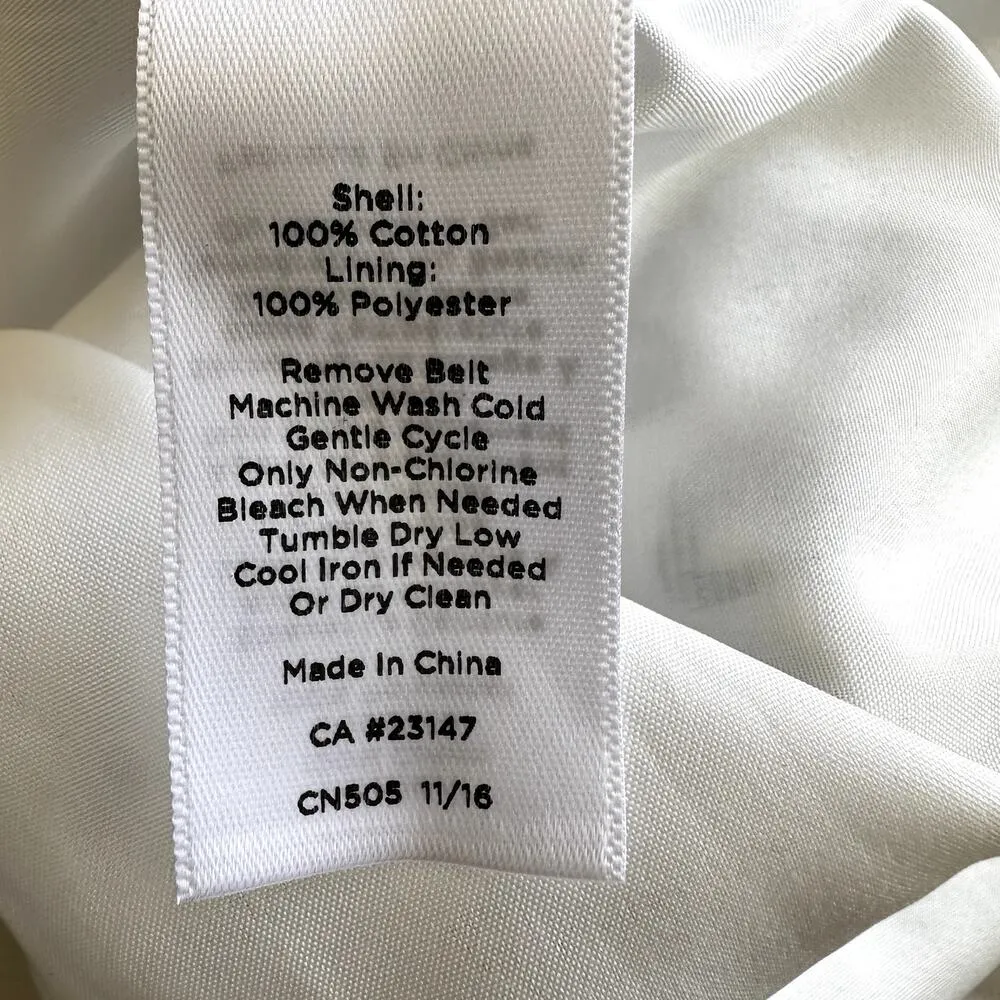 Shell:
100% Cotton
Lining:
100% Polyester
Remove Belt
Machine Wash Cold
Gentle Cycle
Only Non-Chlorine
Bleach When Needed
Tumble Dry Low
Cool Iron If Needed
Or Dry Clean
Made In China
CA #23147
CN505 11/16